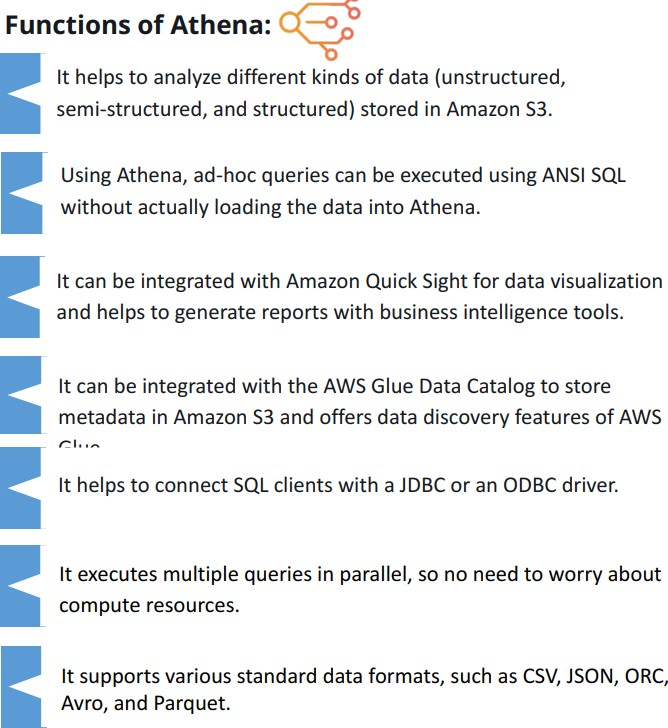 Functions of Athena:
It helps to analyze different kinds of data (unstructured,
semi-structured, and structured) stored in Amazon S3.
Using Athena, ad-hoc queries can be executed using ANSI SQL
without actually loading the data into Athena.
It can be integrated with Amazon Quick Sight for data visualization
and helps to generate reports with business intelligence tools.
It can be integrated with the AWS Glue Data Catalog to store
metadata in Amazon S3 and offers data discovery features of AWS
Glue
It helps to connect SQL clients with a JDBC or an ODBC driver.
It executes multiple queries in parallel, so no need to worry about
compute resources.
It supports various standard data formats, such as CSV, JSON, ORC,
Avro, and Parquet.